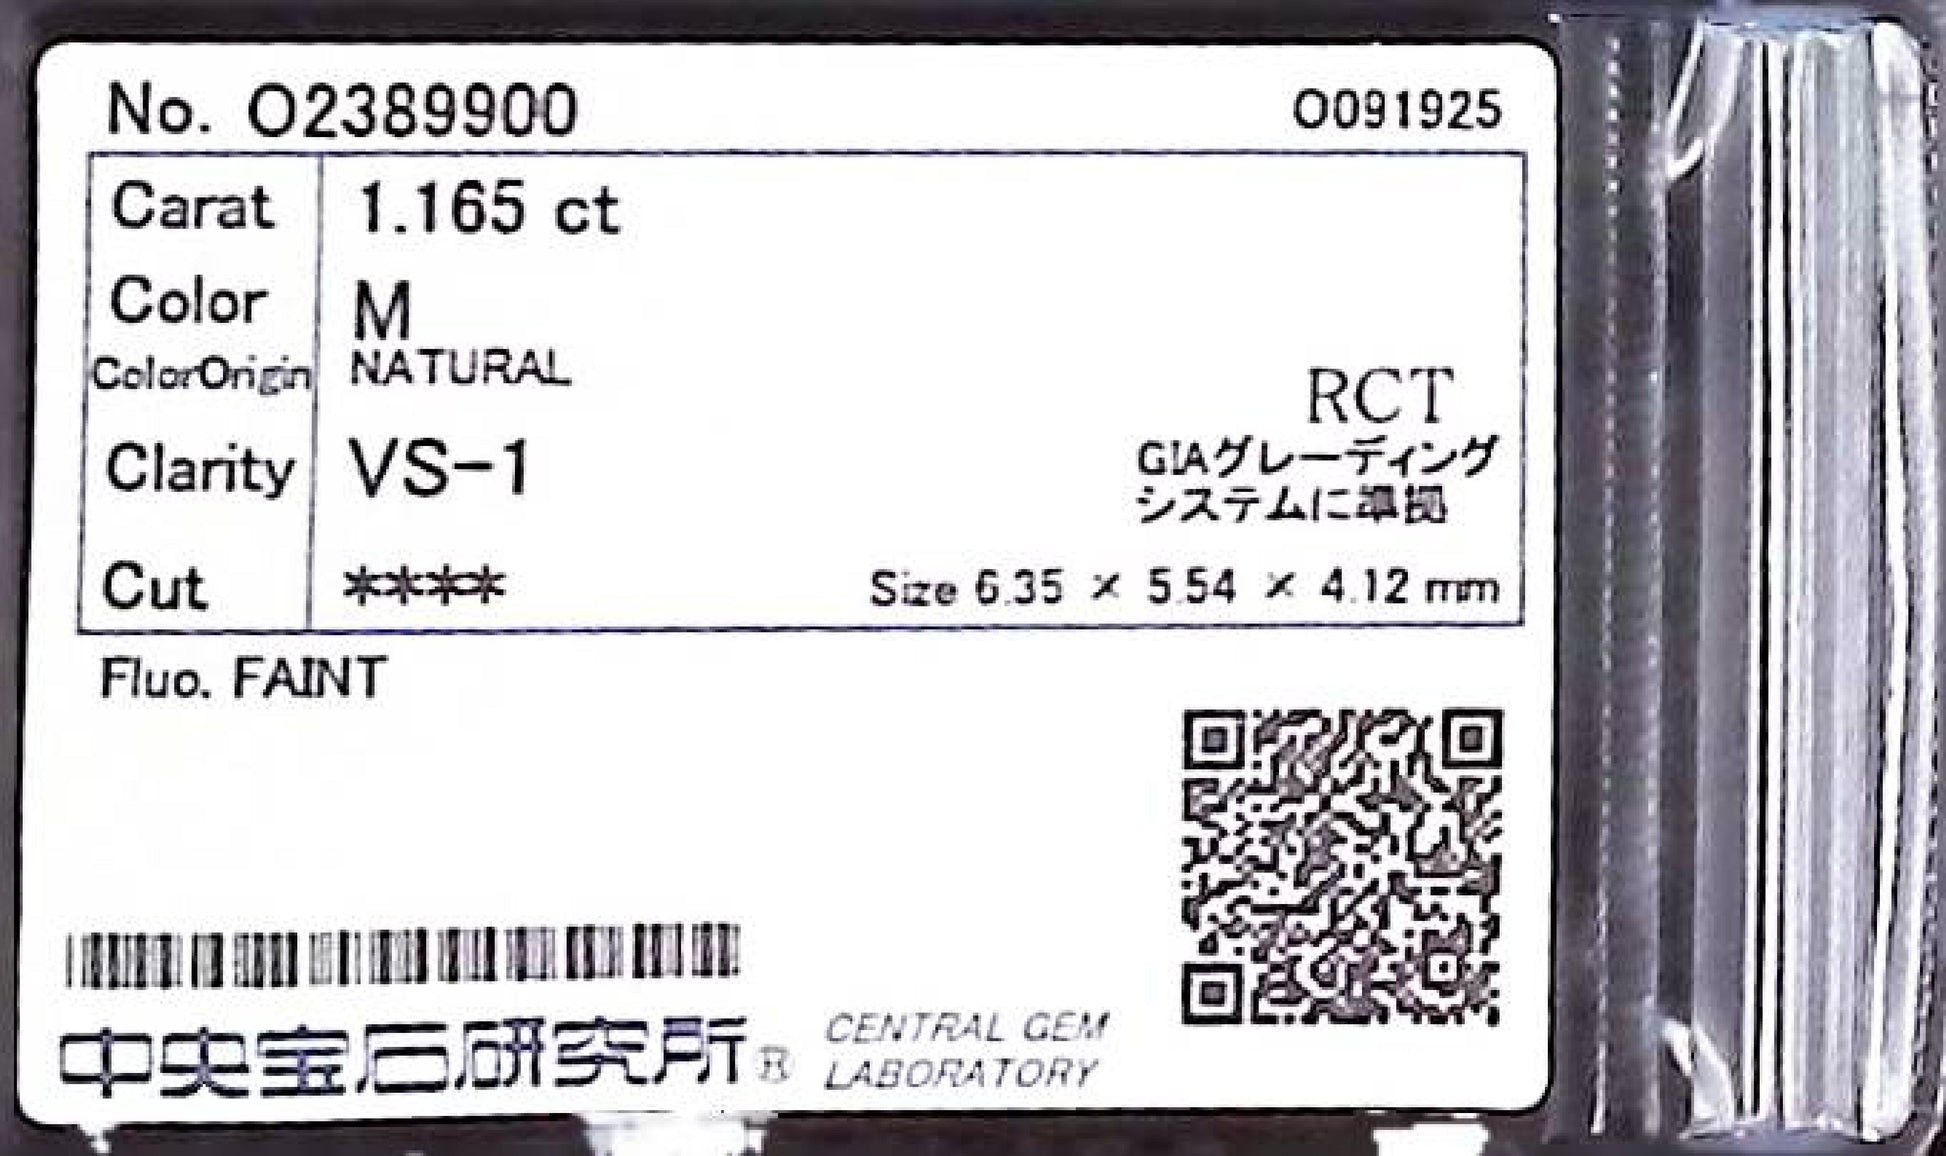 No. O2389900 O091925
Carat 1.165 ct
Color M
ColorOrigin NATURAL
RCT
Clarity VS-1
GIAグレーディング
システムに準拠
Cut ****
Size 6.35 × 5.54 × 4.12 mm
Fluo. FAINT
中央宝石研究所®
CENTRAL GEM
LABORATORY